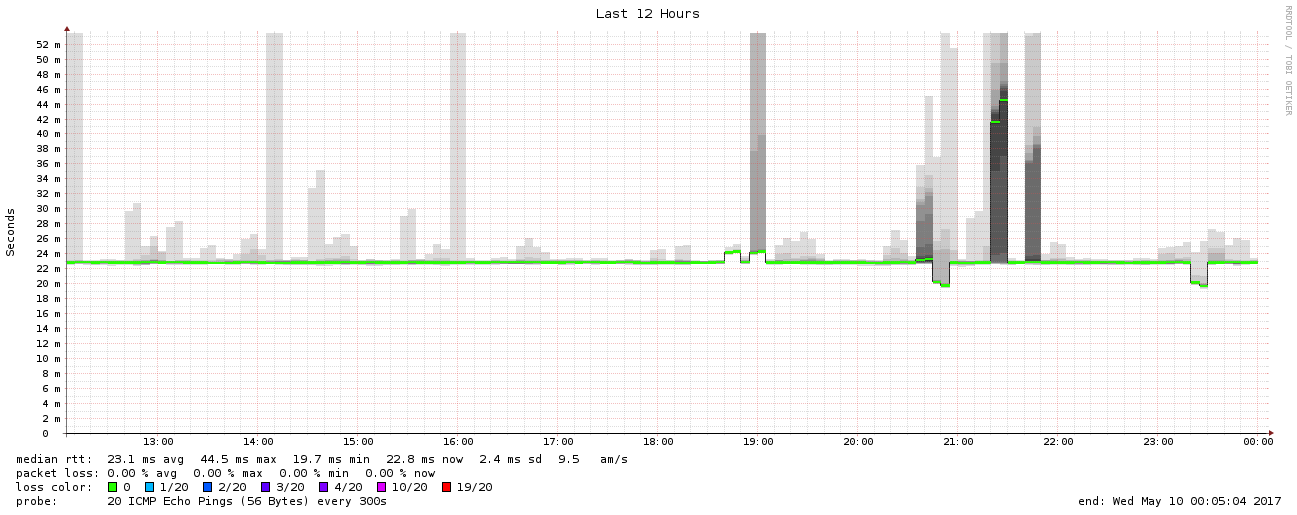 Last 12 Hours
RRDTOOL / TOBI OETIKER
Seconds
52 m
50 m
48 m
46 m
44 m
42 m
40 m
38 m
36 m
34 m
32 m
30 m
28 m
26 m
24 m
22 m
20 m
18 m
16 m
14 m
12 m
10 m
8 m
6 m
4 m
2 m
0
13:00 14:00 15:00 16:00 17:00 18:00 19:00 20:00 21:00 22:00 23:00 00:00
median rtt: 23.1 ms avg 44.5 ms max 19.7 ms min 22.8 ms now 2.4 ms sd 9.5 am/s
packet loss: 0.00 % avg 0.00 % max 0.00 % min 0.00 % now
loss color: 0 1/20 2/20 3/20 4/20 10/20 19/20
probe: 20 ICMP Echo Pings (56 Bytes) every 300s end: Wed May 10 00:05:04 2017